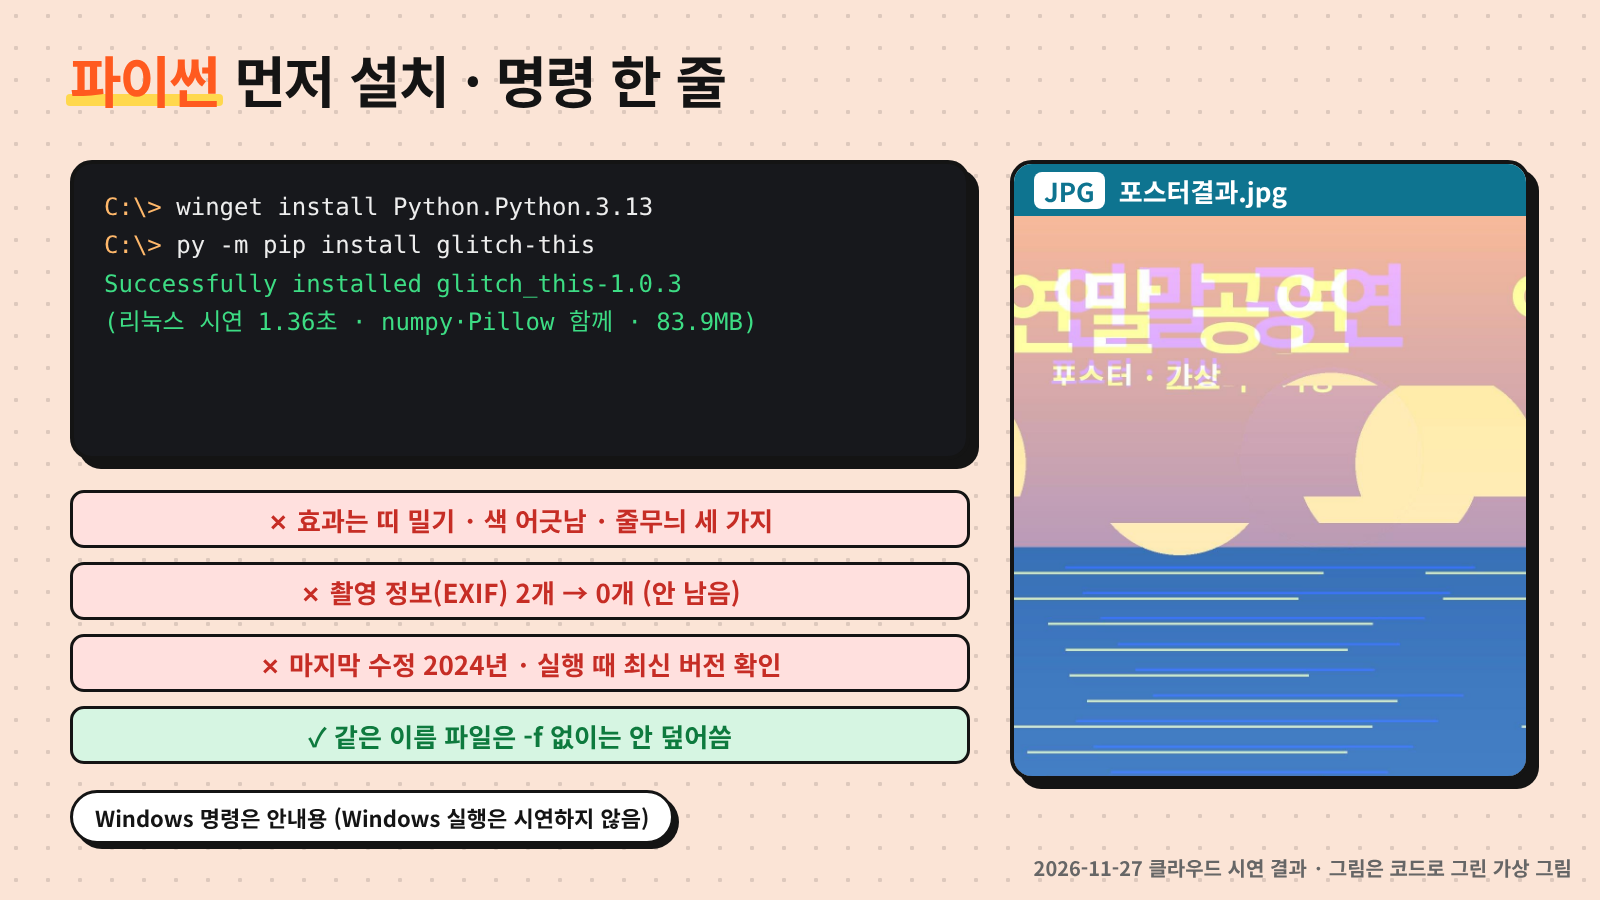 파이썬 먼저 설치 · 명령 한 줄
C:\> winget install Python.Python.3.13
C:\> py -m pip install glitch-this
Successfully installed glitch_this-1.0.3
(리눅스 시연 1.36초 · numpy·Pillow 함께 · 83.9MB)
× 효과는 띠 밀기 · 색 어긋남 · 줄무늬 세 가지
× 촬영 정보(EXIF) 2개 → 0개 (안 남음)
× 마지막 수정 2024년 · 실행 때 최신 버전 확인
✓ 같은 이름 파일은 -f 없이는 안 덮어씀
Windows 명령은 안내용 (Windows 실행은 시연하지 않음)
JPG 포스터결과.jpg
연말 공연
포스터 · 가상
2026-11-27 클라우드 시연 결과 · 그림은 코드로 그린 가상 그림